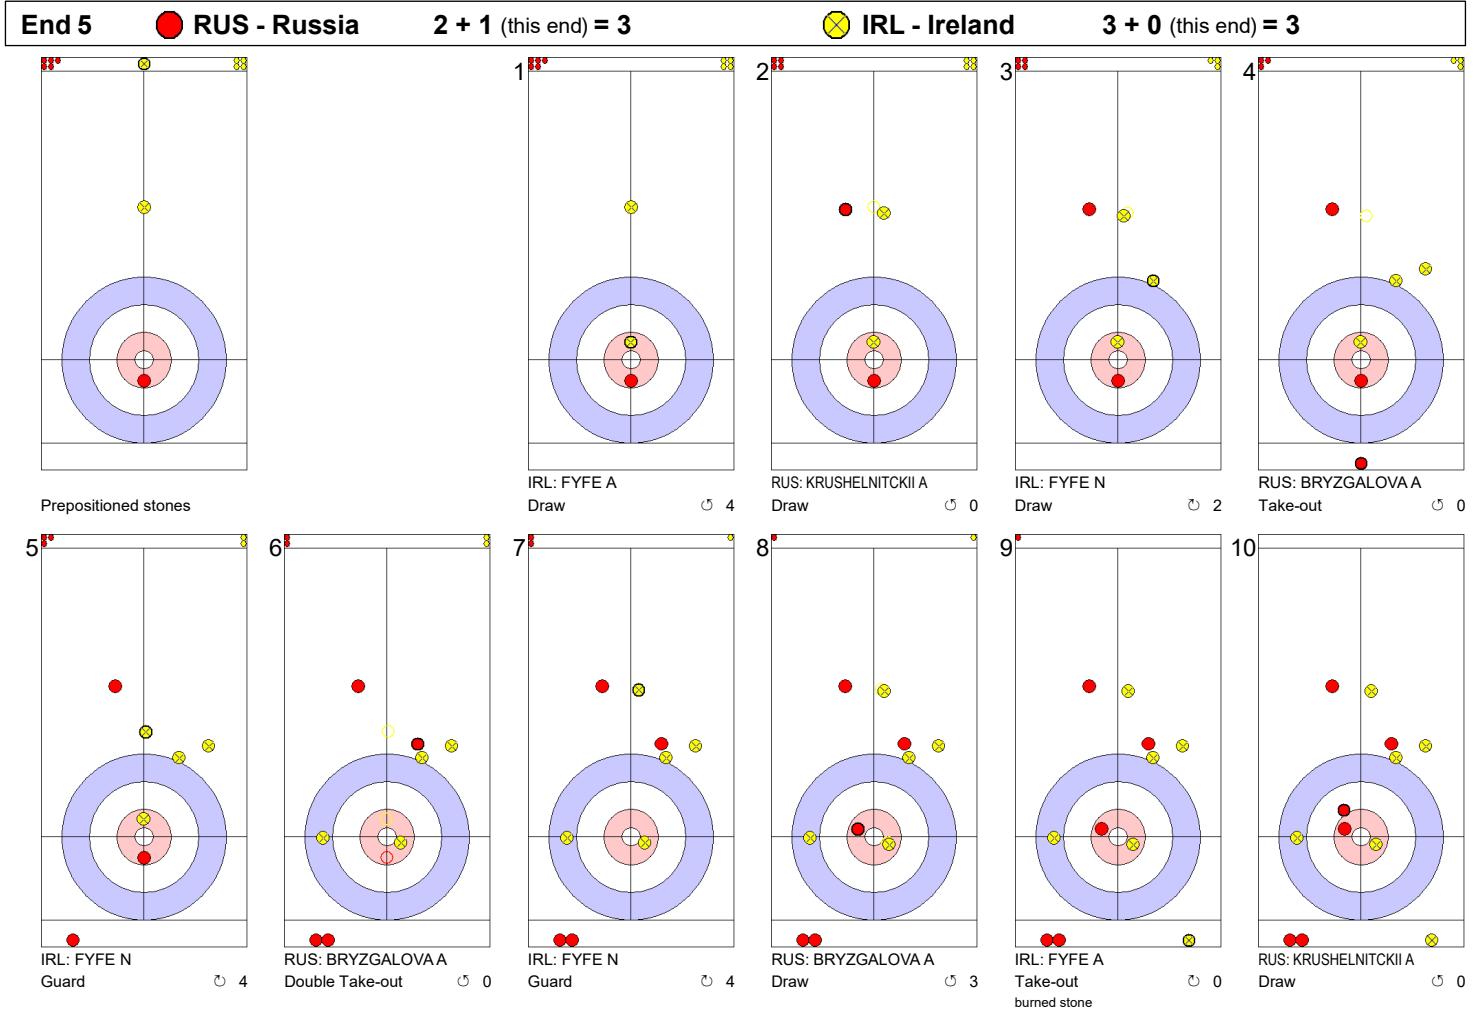 End 5 RUS - Russia 2 + 1 (this end) = 3 IRL - Ireland 3 + 0 (this end) = 3
1 2 3 4
Prepositioned stones
IRL: FYFE A
Draw ↺ 4
RUS: KRUSHELNITCKII A
Draw ↺ 0
IRL: FYFE N
Draw ↻ 2
RUS: BRYZGALOVA A
Take-out ↺ 0
5 6 7 8 9 10
IRL: FYFE N
Guard ↻ 4
RUS: BRYZGALOVA A
Double Take-out ↺ 0
IRL: FYFE N
Guard ↻ 4
RUS: BRYZGALOVA A
Draw ↺ 3
IRL: FYFE A
Take-out ↻ 0
burned stone
RUS: KRUSHELNITCKII A
Draw ↺ 0